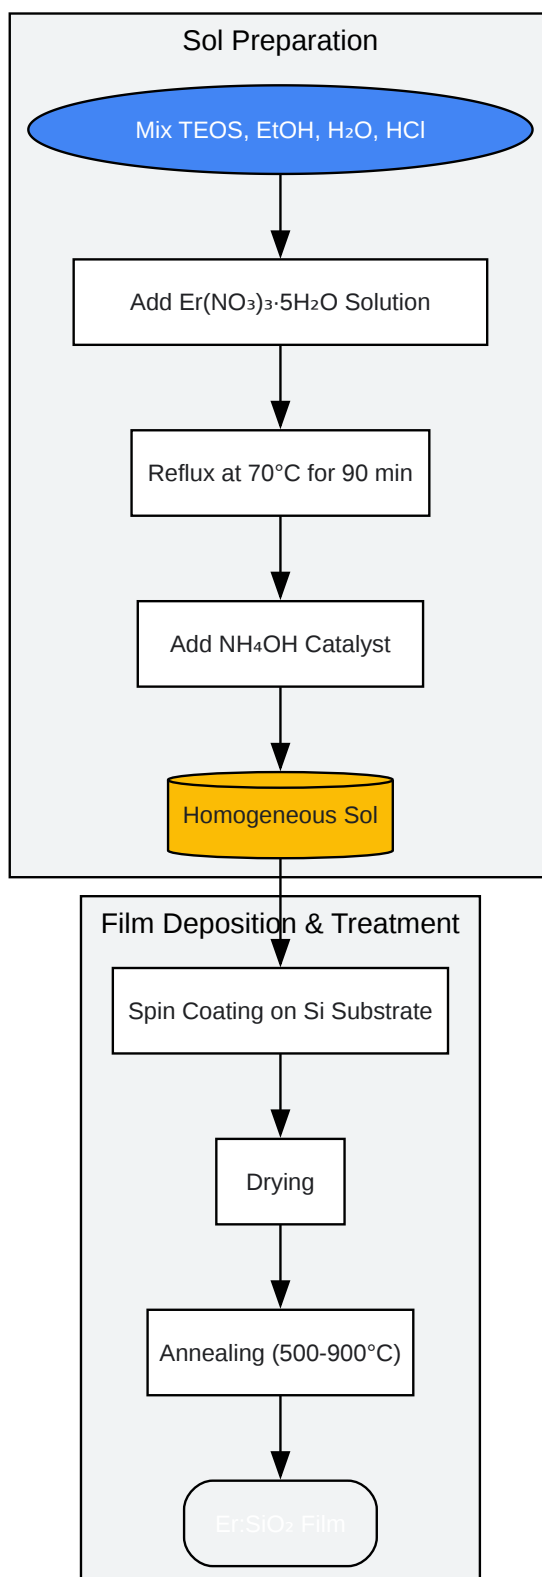 Sol Preparation
Mix TEOS, EtOH, H₂O, HCl
Add Er(NO₃)₃·5H₂O Solution
Reflux at 70°C for 90 min
Add NH₄OH Catalyst
Homogeneous Sol
Film Deposition & Treatment
Spin Coating on Si Substrate
Drying
Annealing (500-900°C)
Er:SiO₂ Film